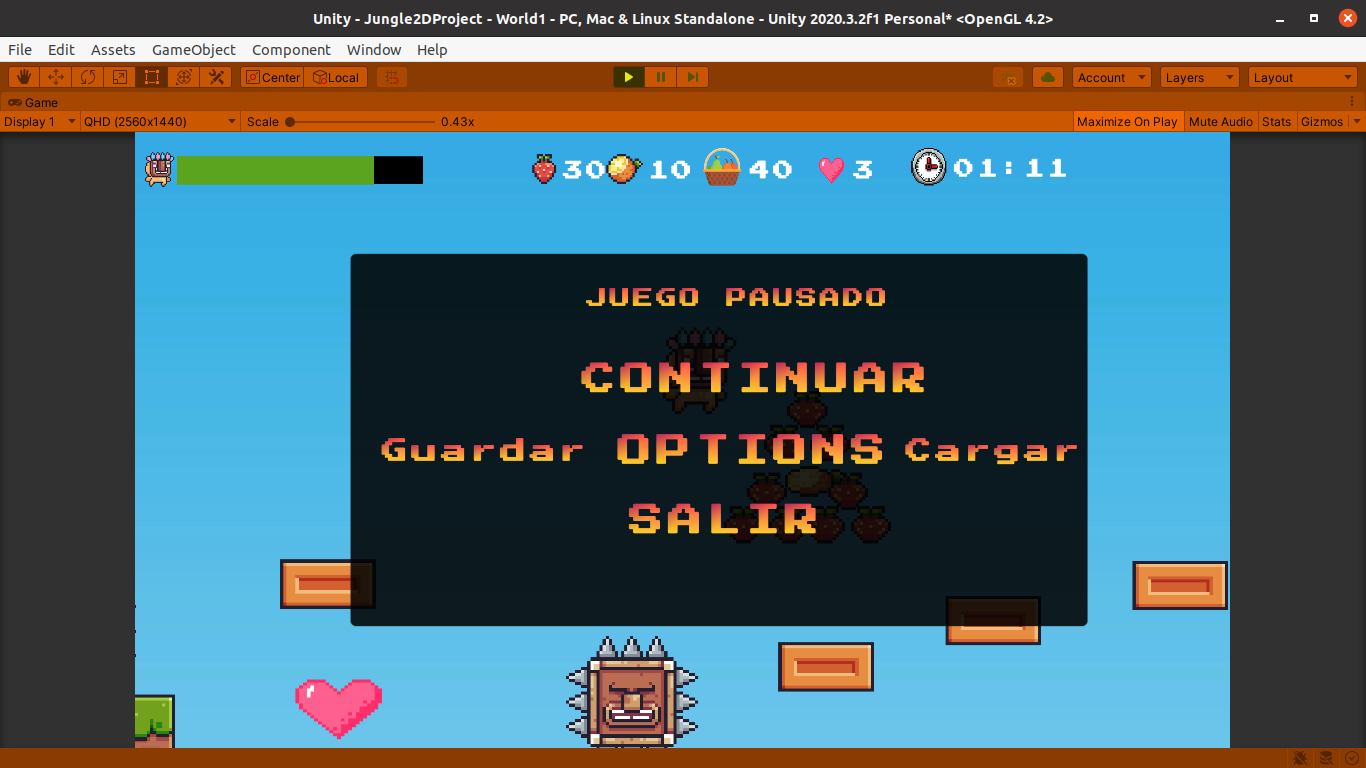 Unity - Jungle2DProject - World1 - PC, Mac & Linux Standalone - Unity 2020.3.2f1 Personal* <OpenGL 4.2>
File Edit Assets GameObject Component Window Help
Center Local Account Layers Layout
Game
Display 1 QHD (2560x1440) Scale 0.43x Maximize On Play Mute Audio Stats Gizmos
30 10 40 3 01:11
JUEGO PAUSADO
CONTINUAR
Guardar OPTIONS Cargar
SALIR